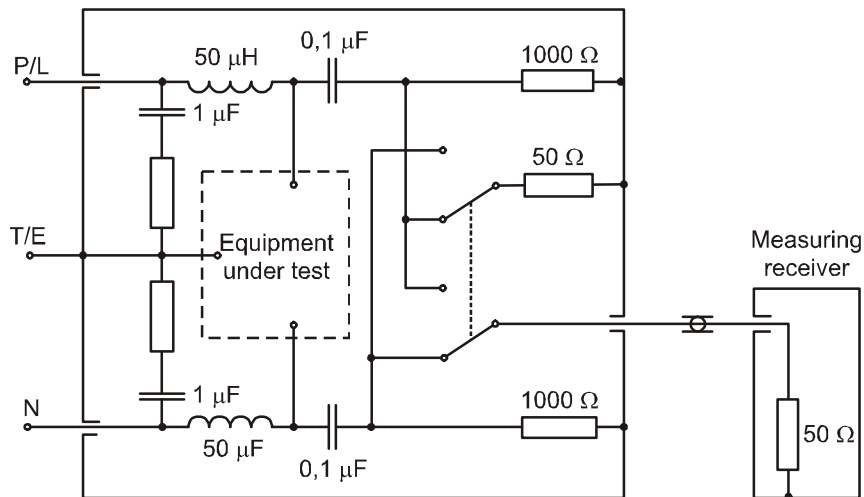 P/L
50 μH
0,1 μF
1000 Ω
1 μF
50 Ω
T/E
Equipment
under test
Measuring
receiver
N
1 μF
50 μF
0,1 μF
1000 Ω
50 Ω